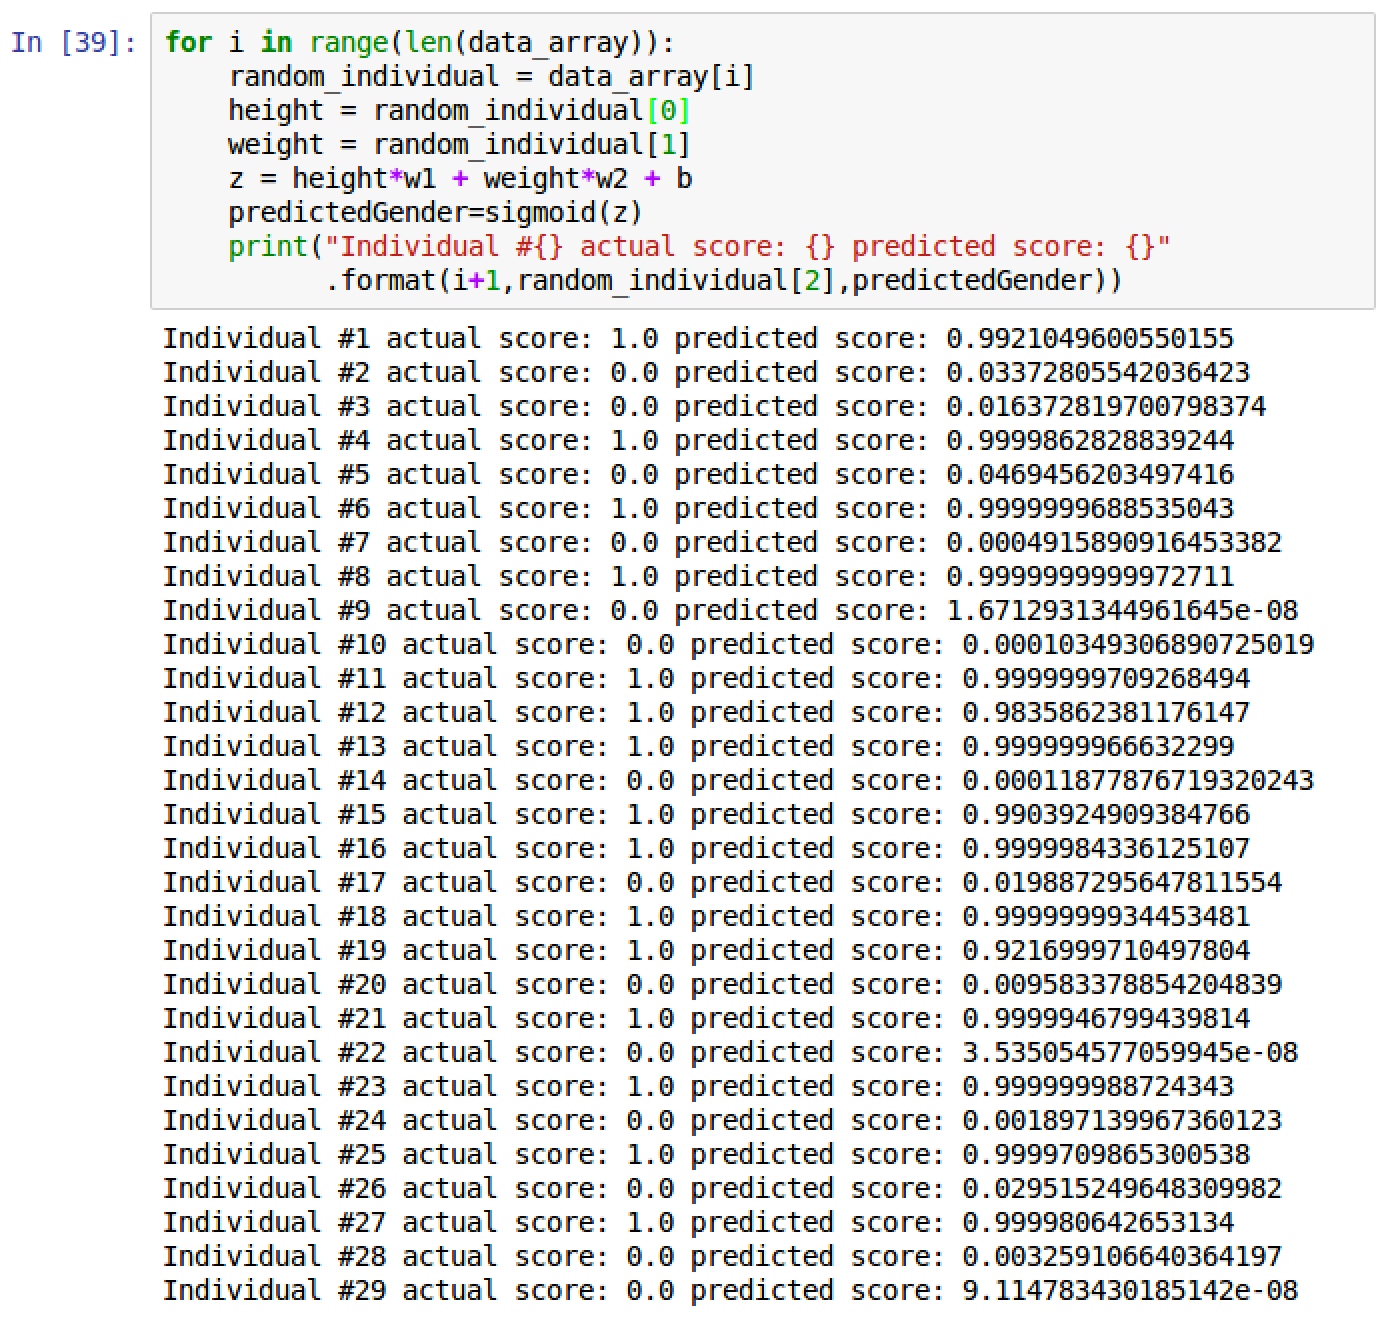 In [39]: for i in range(len(data_array)):
    random_individual = data_array[i]
    height = random_individual[0]
    weight = random_individual[1]
    z = height*w1 + weight*w2 + b
    predictedGender=sigmoid(z)
    print("Individual #{} actual score: {} predicted score: {}"
          .format(i+1,random_individual[2],predictedGender))
Individual #1 actual score: 1.0 predicted score: 0.9921049600550155
Individual #2 actual score: 0.0 predicted score: 0.03372805542036423
Individual #3 actual score: 0.0 predicted score: 0.016372819700798374
Individual #4 actual score: 1.0 predicted score: 0.9999862828839244
Individual #5 actual score: 0.0 predicted score: 0.0469456203497416
Individual #6 actual score: 1.0 predicted score: 0.9999999688535043
Individual #7 actual score: 0.0 predicted score: 0.0004915890916453382
Individual #8 actual score: 1.0 predicted score: 0.9999999999972711
Individual #9 actual score: 0.0 predicted score: 1.6712931344961645e-08
Individual #10 actual score: 0.0 predicted score: 0.00010349306890725019
Individual #11 actual score: 1.0 predicted score: 0.9999999709268494
Individual #12 actual score: 1.0 predicted score: 0.9835862381176147
Individual #13 actual score: 1.0 predicted score: 0.999999966632299
Individual #14 actual score: 0.0 predicted score: 0.00011877876719320243
Individual #15 actual score: 1.0 predicted score: 0.9903924909384766
Individual #16 actual score: 1.0 predicted score: 0.9999984336125107
Individual #17 actual score: 0.0 predicted score: 0.019887295647811554
Individual #18 actual score: 1.0 predicted score: 0.9999999934453481
Individual #19 actual score: 1.0 predicted score: 0.9216999710497804
Individual #20 actual score: 0.0 predicted score: 0.009583378854204839
Individual #21 actual score: 1.0 predicted score: 0.9999946799439814
Individual #22 actual score: 0.0 predicted score: 3.535054577059945e-08
Individual #23 actual score: 1.0 predicted score: 0.999999988724343
Individual #24 actual score: 0.0 predicted score: 0.001897139967360123
Individual #25 actual score: 1.0 predicted score: 0.9999709865300538
Individual #26 actual score: 0.0 predicted score: 0.029515249648309982
Individual #27 actual score: 1.0 predicted score: 0.999980642653134
Individual #28 actual score: 0.0 predicted score: 0.003259106640364197
Individual #29 actual score: 0.0 predicted score: 9.114783430185142e-08